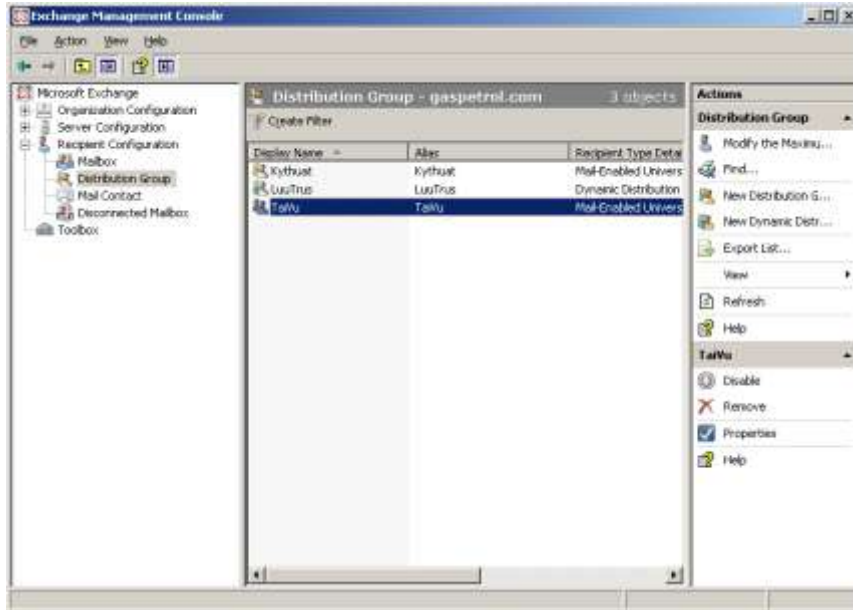 Exchange Management Console
File Action View Help
Microsoft Exchange
Organization Configuration
Server Configuration
Recipient Configuration
Mailbox
Distribution Group
Mail Contact
Disconnected Mailbox
Toolbox
Distribution Group - gaspetrol.com 3 objects
Create Filter
Display Name Alias Recipient Type Detai
Kythuat Kythuat Mail-Enabled Univers
LuuTrus LuuTrus Dynamic Distribution
TaiVu TaiVu Mail-Enabled Univers
Actions
Distribution Group
Modify the Maximu...
Find...
New Distribution G...
New Dynamic Distr...
Export List...
View
Refresh
Help
TaiVu
Disable
Remove
Properties
Help